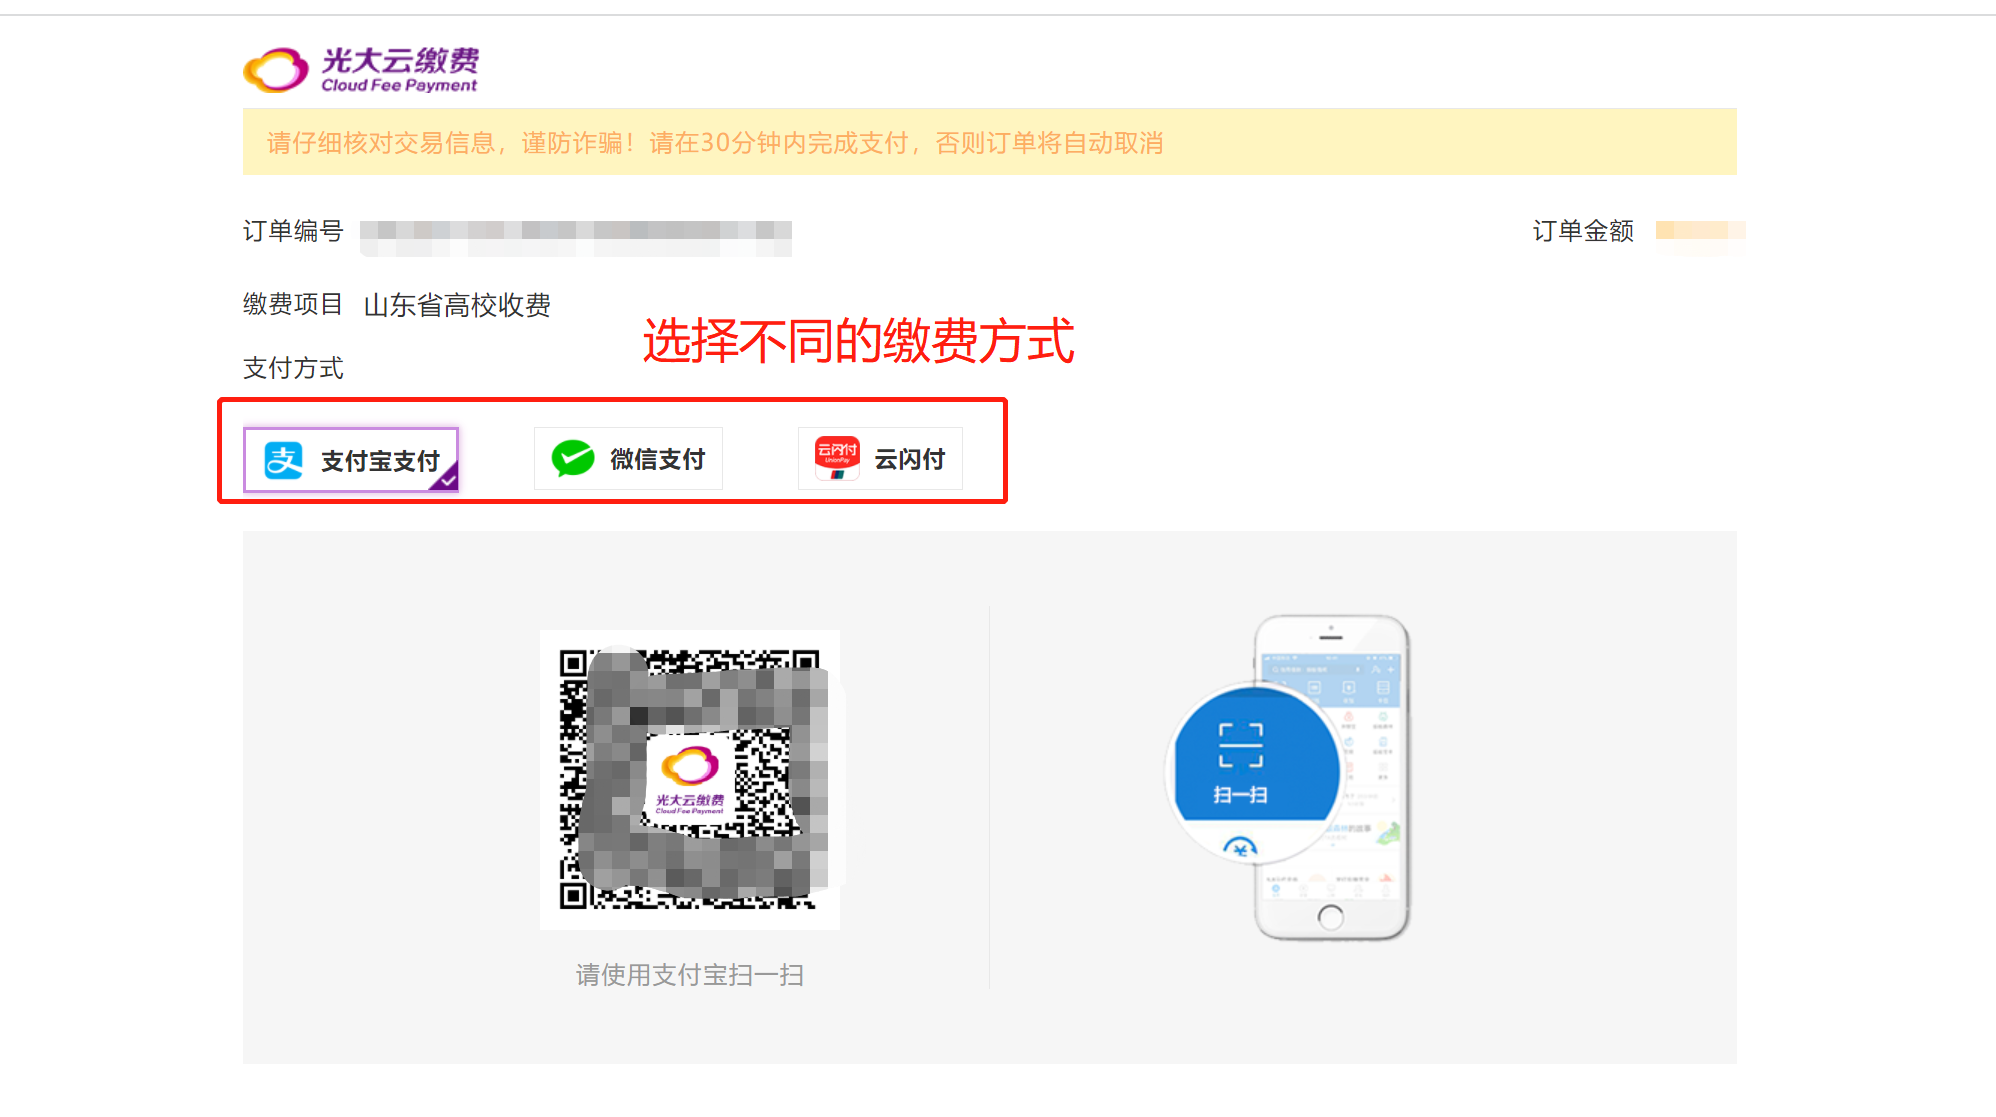 光大云缴费
Cloud Fee Payment
请仔细核对交易信息，谨防诈骗！请在30分钟内完成支付，否则订单将自动取消
订单编号
订单金额
缴费项目 山东省高校收费
选择不同的缴费方式
支付方式
支付宝支付
微信支付
云闪付
UnionPay
云闪付
光大云缴费
Cloud Fee Payment
扫一扫
请使用支付宝扫一扫